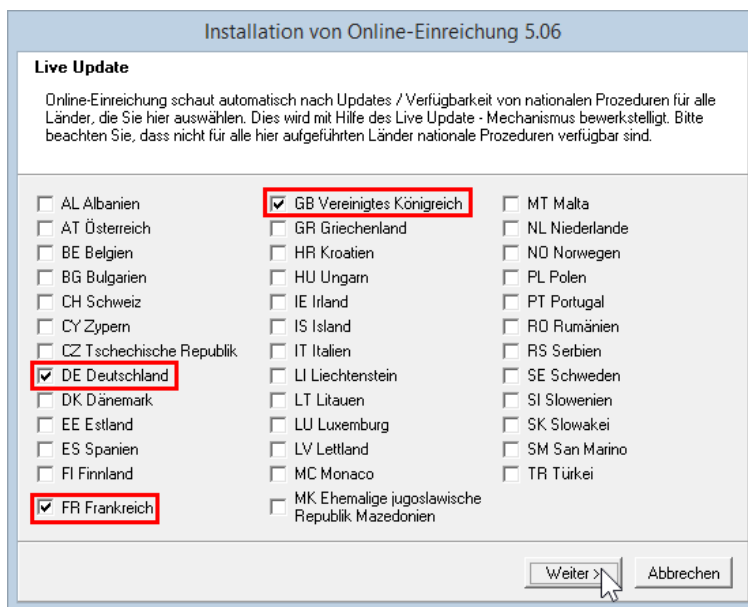 Installation von Online-Einreichung 5.06
Live Update
Online-Einreichung schaut automatisch nach Updates / Verfügbarkeit von nationalen Prozeduren für alle
Länder, die Sie hier auswählen. Dies wird mit Hilfe des Live Update - Mechanismus bewerkstelligt. Bitte
beachten Sie, dass nicht für alle hier aufgeführten Länder nationale Prozeduren verfügbar sind.
AL Albanien
AT Österreich
BE Belgien
BG Bulgarien
CH Schweiz
CY Zypern
CZ Tschechische Republik
DE Deutschland
DK Dänemark
EE Estland
ES Spanien
FI Finnland
FR Frankreich
GB Vereinigtes Königreich
GR Griechenland
HR Kroatien
HU Ungarn
IE Irland
IS Island
IT Italien
LI Liechtenstein
LT Litauen
LU Luxemburg
LV Lettland
MC Monaco
MK Ehemalige jugoslawische
Republik Mazedonien
MT Malta
NL Niederlande
NO Norwegen
PL Polen
PT Portugal
RO Rumänien
RS Serbien
SE Schweden
SI Slowenien
SK Slowakei
SM San Marino
TR Türkei
Weiter >
Abbrechen